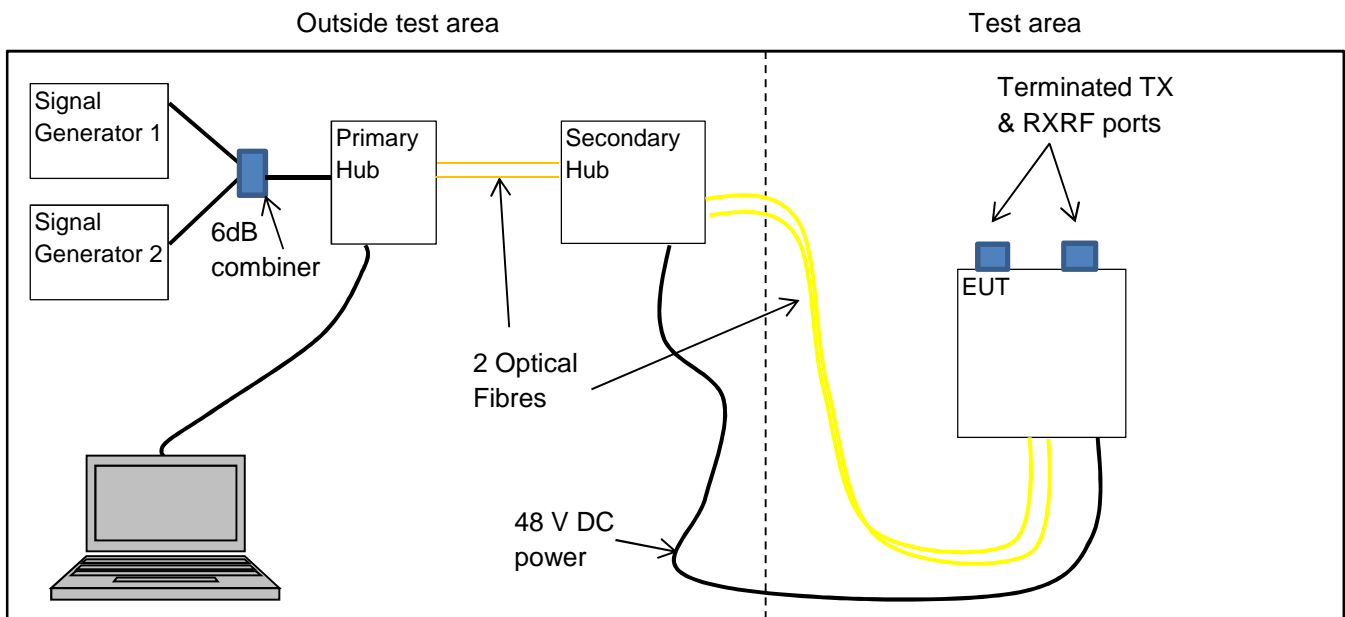 Outside test area
Test area
Signal
Generator 1
Signal
Generator 2
6dB
combiner
Primary
Hub
Secondary
Hub
2 Optical
Fibres
48 V DC
power
Terminated TX
& RXRF ports
EUT